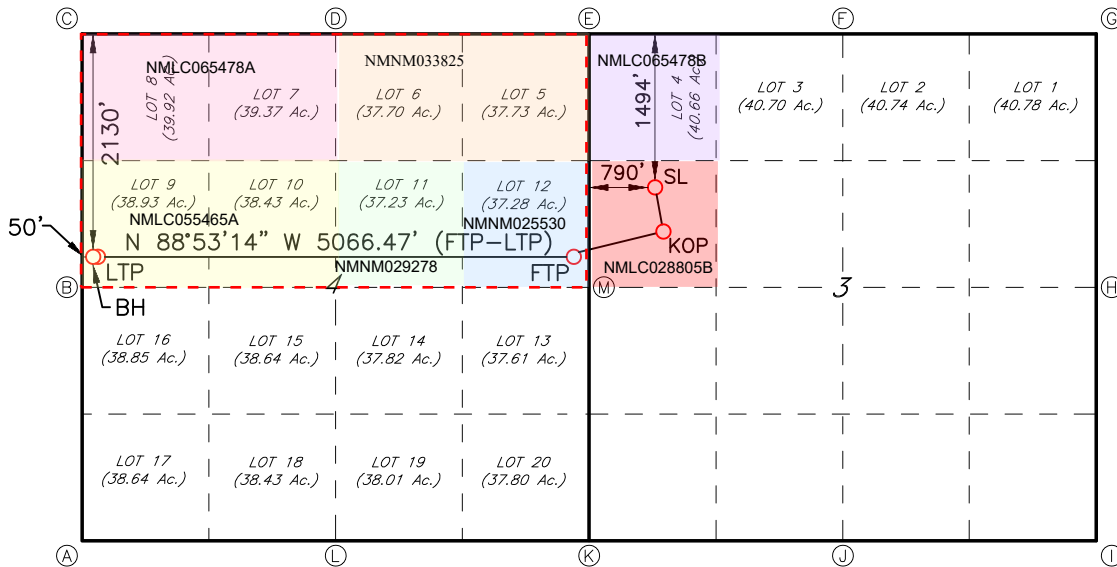 C D E F G
NMLC065478A
NMNM033825
NMLC065478B
LOT 8
(39.92 Ac.)
LOT 7
(39.37 Ac.)
LOT 6
(37.70 Ac.)
LOT 5
(37.73 Ac.)
LOT 4
(40.66 Ac.)
LOT 3
(40.70 Ac.)
LOT 2
(40.74 Ac.)
LOT 1
(40.78 Ac.)
2130'
1494'
790'
SL
LOT 9
(38.93 Ac.)
LOT 10
(38.43 Ac.)
LOT 11
(37.23 Ac.)
LOT 12
(37.28 Ac.)
NMLC055465A
NMNM025530
50'
N 88°53'14" W 5066.47' (FTP-LTP)
KOP
LTP
NMNM029278
FTP
NMLC028805B
B
4
M
3
H
BH
LOT 16
(38.85 Ac.)
LOT 15
(38.64 Ac.)
LOT 14
(37.82 Ac.)
LOT 13
(37.61 Ac.)
LOT 17
(38.64 Ac.)
LOT 18
(38.43 Ac.)
LOT 19
(38.01 Ac.)
LOT 20
(37.80 Ac.)
A L K J I